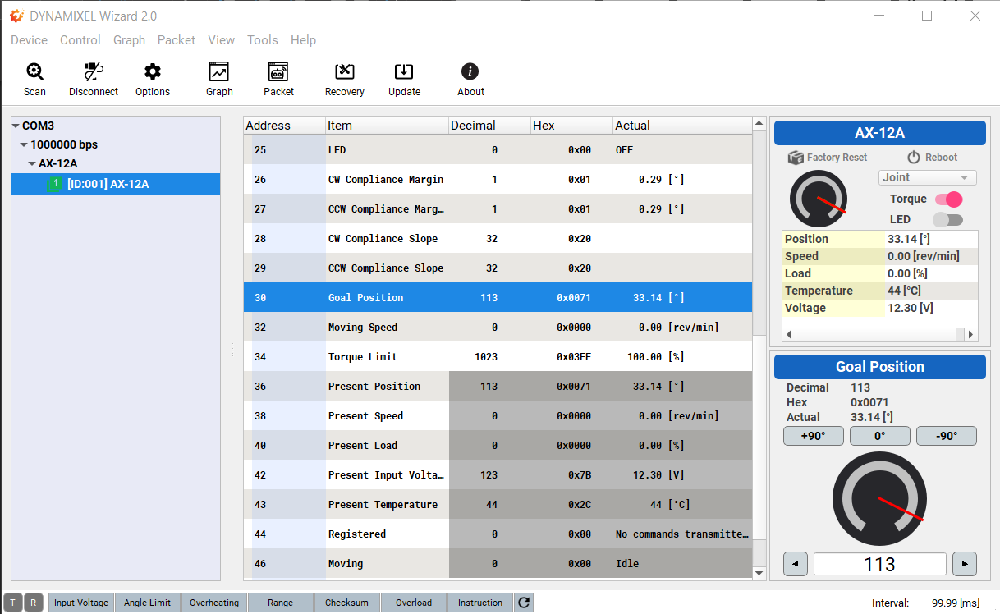 DYNAMIXEL Wizard 2.0
Device Control Graph Packet View Tools Help
Scan Disconnect Options Graph Packet Recovery Update About
COM3
1000000 bps
AX-12A
1 [ID:001] AX-12A
Address Item Decimal Hex Actual
25 LED 0 0x00 OFF
26 CW Compliance Margin 1 0x01 0.29 [°]
27 CCW Compliance Marg… 1 0x01 0.29 [°]
28 CW Compliance Slope 32 0x20
29 CCW Compliance Slope 32 0x20
30 Goal Position 113 0x0071 33.14 [°]
32 Moving Speed 0 0x0000 0.00 [rev/min]
34 Torque Limit 1023 0x03FF 100.00 [%]
36 Present Position 113 0x0071 33.14 [°]
38 Present Speed 0 0x0000 0.00 [rev/min]
40 Present Load 0 0x0000 0.00 [%]
42 Present Input Volta… 123 0x7B 12.30 [V]
43 Present Temperature 44 0x2C 44 [°C]
44 Registered 0 0x00 No commands transmitte…
46 Moving 0 0x00 Idle
AX-12A
Factory Reset Reboot
Joint
Torque
LED
Position 33.14 [°]
Speed 0.00 [rev/min]
Load 0.00 [%]
Temperature 44 [°C]
Voltage 12.30 [V]
Goal Position
Decimal 113
Hex 0x0071
Actual 33.14 [°]
+90° 0° -90°
113
T R Input Voltage Angle Limit Overheating Range Checksum Overload Instruction Interval: 99.99 [ms]